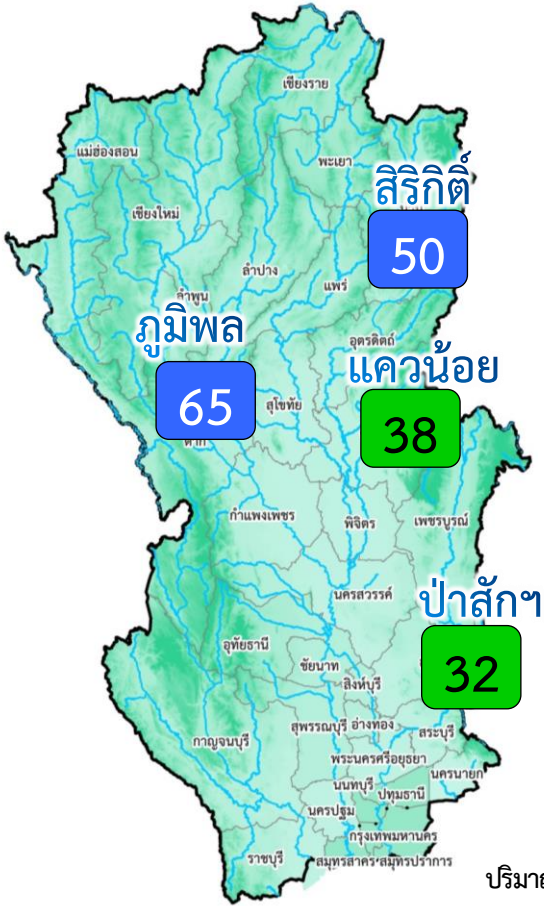 เชียงราย
แม่ฮ่องสอน
พะเยา
สิริกิติ์
เชียงใหม่
50
ลำปาง
แพร่
ลำพูน
ภูมิพล
อุตรดิตถ์
แควน้อย
65
สุโขทัย
38
ตาก
กำแพงเพชร
พิจิตร
เพชรบูรณ์
นครสวรรค์
ป่าสักฯ
อุทัยธานี
ชัยนาท
32
สิงห์บุรี
สุพรรณบุรี อ่างทอง
สระบุรี
กาญจนบุรี
พระนครศรีอยุธยา
นครนายก
นนทบุรี
ปทุมธานี
นครปฐม
กรุงเทพมหานคร
ราชบุรี
สมุทรสาคร สมุทรปราการ